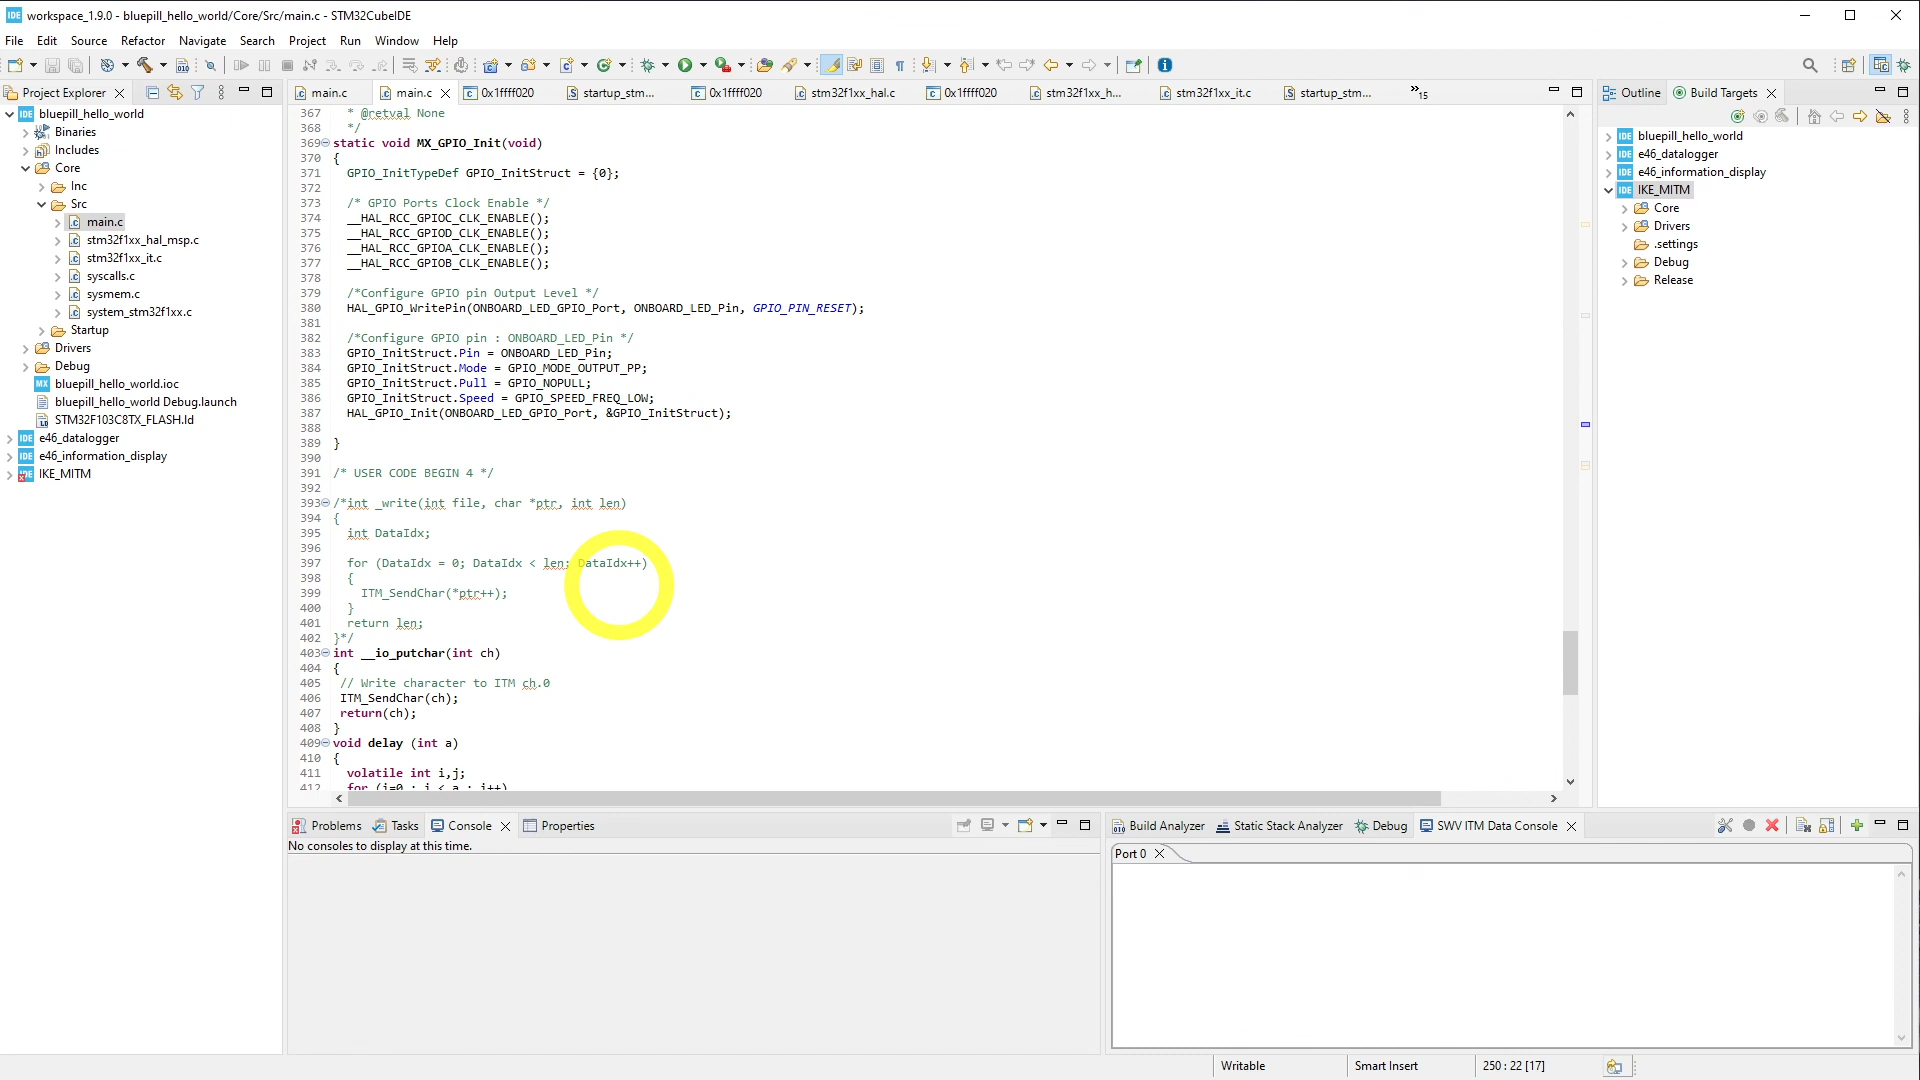 workspace_1.9.0 - bluepill_hello_world/Core/Src/main.c - STM32CubeIDE
File Edit Source Refactor Navigate Search Project Run Window Help
Project Explorer
bluepill_hello_world
Binaries
Includes
Core
Inc
Src
main.c
stm32f1xx_hal_msp.c
stm32f1xx_it.c
syscalls.c
sysmem.c
system_stm32f1xx.c
Startup
Drivers
Debug
bluepill_hello_world.ioc
bluepill_hello_world Debug.launch
STM32F103C8TX_FLASH.ld
e46_datalogger
e46_information_display
IKE_MITM
main.c main.c 0x1ffff020 startup_stm... 0x1ffff020 stm32f1xx_hal.c 0x1ffff020 stm32f1xx_h... stm32f1xx_it.c startup_stm... »15
367 * @retval None
368 */
369 static void MX_GPIO_Init(void)
370 {
371 GPIO_InitTypeDef GPIO_InitStruct = {0};
372
373 /* GPIO Ports Clock Enable */
374 __HAL_RCC_GPIOC_CLK_ENABLE();
375 __HAL_RCC_GPIOD_CLK_ENABLE();
376 __HAL_RCC_GPIOA_CLK_ENABLE();
377 __HAL_RCC_GPIOB_CLK_ENABLE();
378
379 /*Configure GPIO pin Output Level */
380 HAL_GPIO_WritePin(ONBOARD_LED_GPIO_Port, ONBOARD_LED_Pin, GPIO_PIN_RESET);
381
382 /*Configure GPIO pin : ONBOARD_LED_Pin */
383 GPIO_InitStruct.Pin = ONBOARD_LED_Pin;
384 GPIO_InitStruct.Mode = GPIO_MODE_OUTPUT_PP;
385 GPIO_InitStruct.Pull = GPIO_NOPULL;
386 GPIO_InitStruct.Speed = GPIO_SPEED_FREQ_LOW;
387 HAL_GPIO_Init(ONBOARD_LED_GPIO_Port, &GPIO_InitStruct);
388
389 }
390
391 /* USER CODE BEGIN 4 */
392
393 /*int _write(int file, char *ptr, int len)
394 {
395 int DataIdx;
396
397 for (DataIdx = 0; DataIdx < len; DataIdx++)
398 {
399 ITM_SendChar(*ptr++);
400 }
401 return len;
402 }*/
403 int __io_putchar(int ch)
404 {
405 // Write character to ITM ch.0
406 ITM_SendChar(ch);
407 return(ch);
408 }
409 void delay (int a)
410 {
411 volatile int i,j;
412 for (i=0 ; i < a ; i++)
Outline Build Targets
bluepill_hello_world
e46_datalogger
e46_information_display
IKE_MITM
Core
Drivers
.settings
Debug
Release
Problems Tasks Console Properties
No consoles to display at this time.
Build Analyzer Static Stack Analyzer Debug SWV ITM Data Console
Port 0
Writable Smart Insert 250 : 22 [17]